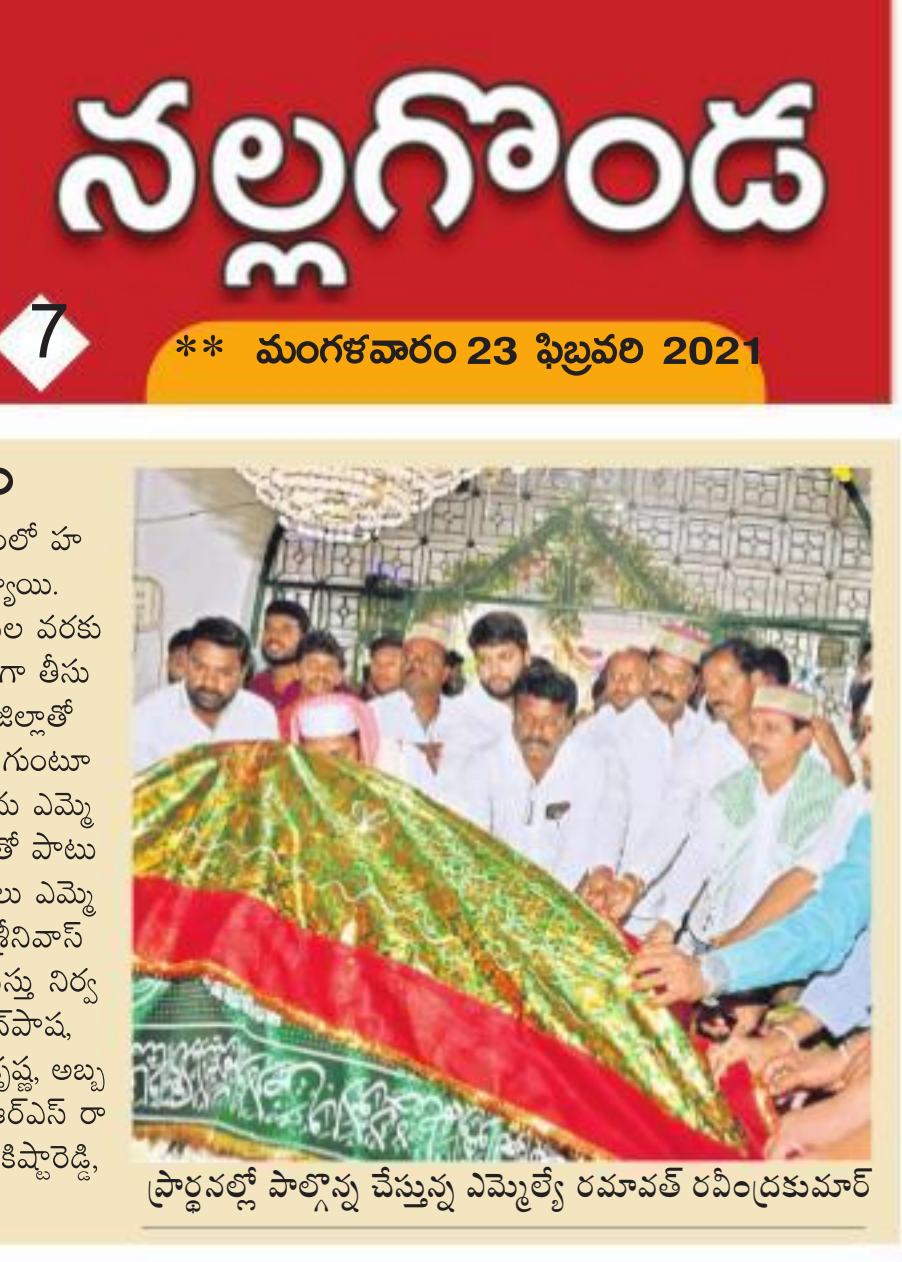 నల్లగొండ
7
** మంగళవారం 23 ఫిబ్రవరి 2021
లో హ
యి.
ల వరకు
గా తీసు
జిల్లాతో
గుంటూ
ఎమ్మె
తో పాటు
లు ఎమ్మె
శ్రీనివాస్
స్తు నిర్వ
పాష,
అబ్బ
ఆర్ఎస్ రా
కిష్టారెడ్డి,
ప్రార్థనల్లో పాల్గొన్న చేస్తున్న ఎమ్మెల్యే రమావత్ రవీంద్రకుమార్